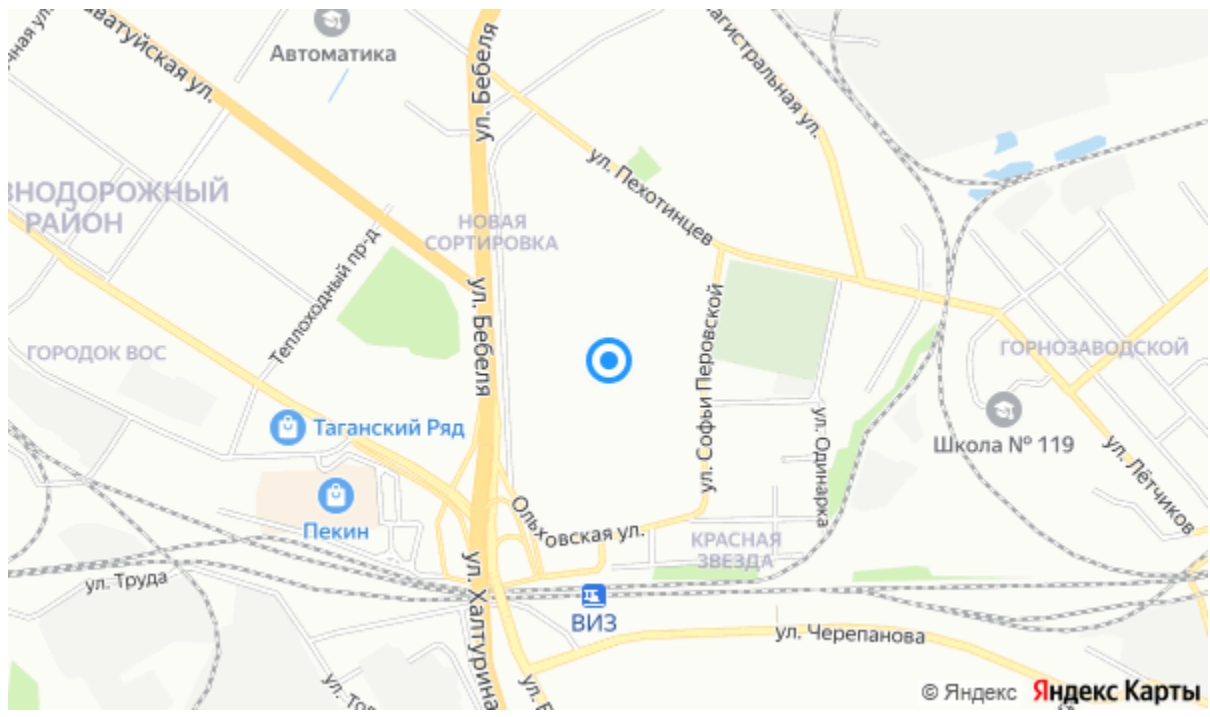 Автоматика
ул. Бебеля
магистральная ул.
ул. Пехотинцев
НОВАЯ
СОРТИРОВКА
РАЙОН
Теплоходный пр-д
ул. Бебеля
ул. Софьи Перовской
ГОРОДОК ВОС
ГОРНОЗАВОДСКОЙ
Таганский Ряд
Школа № 119
ул. Одинарка
ул. Лётчиков
Пекин
Ольховская ул.
КРАСНАЯ
ЗВЕЗДА
ул. Труда
ул. Халтурина
ВИЗ
ул. Черепанова
© Яндекс Яндекс Карты